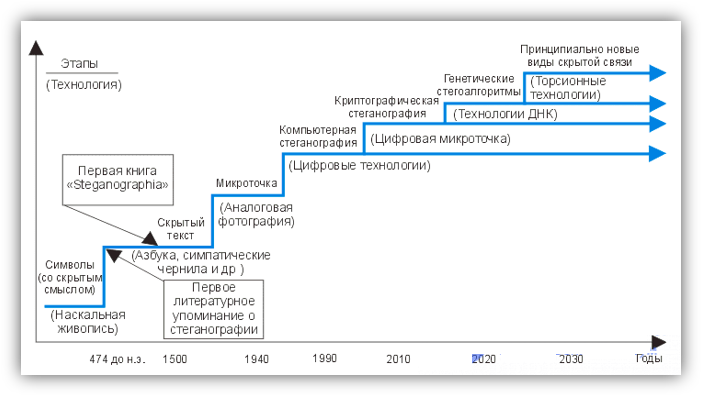 Этапы
(Технология)
Принципиально новые
виды скрытой связи
(Торсионные
технологии)
Генетические
стегоалгоритмы
(Технологии ДНК)
Криптографическая
стеганография
(Цифровая микроточка)
Компьютерная
стеганография
(Цифровые технологии)
Микроточка
(Аналоговая
фотография)
Первая книга
«Steganographia»
Скрытый
текст
(Азбука, симпатические
чернила и др )
Символы
(со скрытым
смыслом)
(Наскальная
живопись)
Первое
литературное
упоминание о
стеганографии
474 до н.э. 1500 1940 1990 2010 2020 2030 Годы